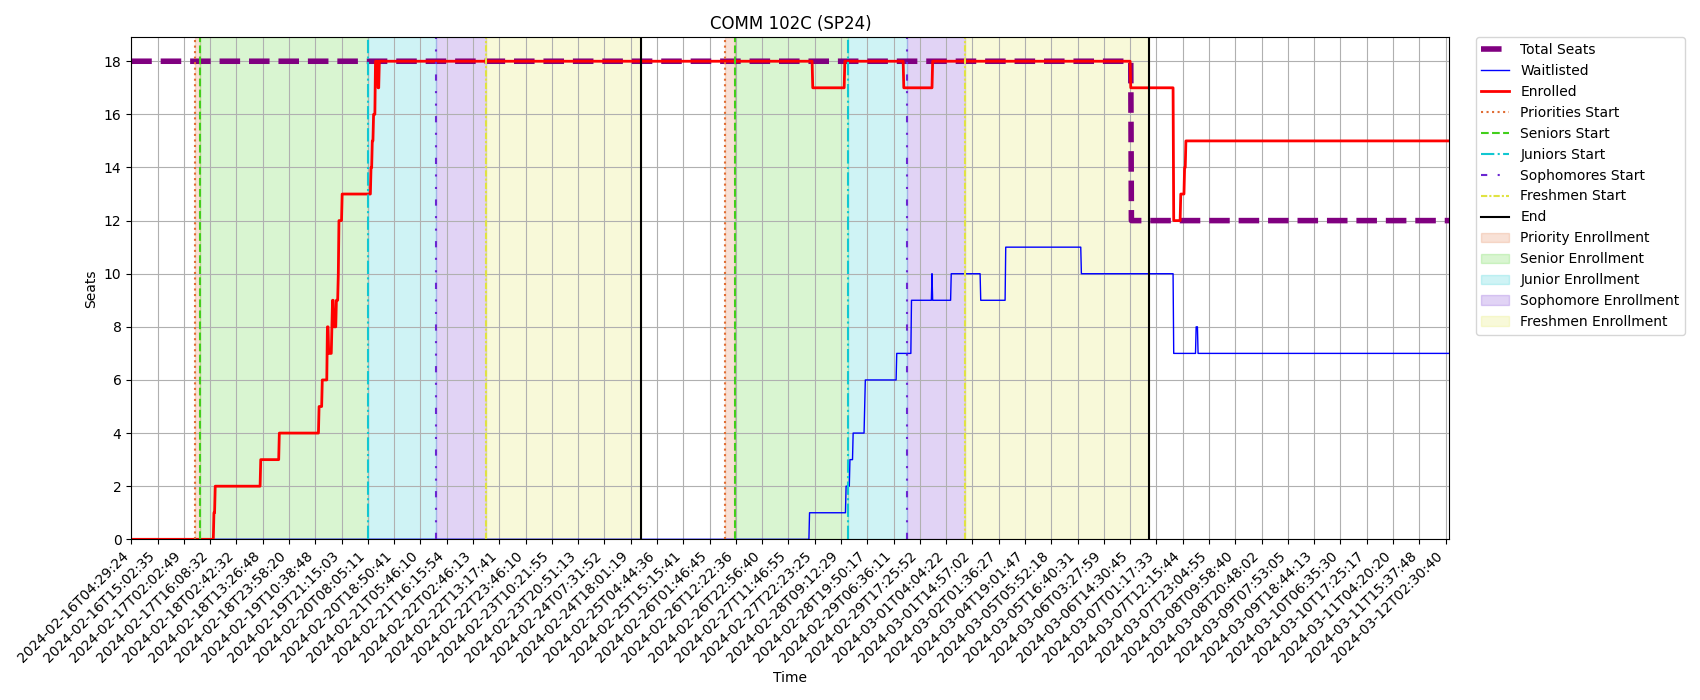 COMM 102C (SP24)
Seats
18
16
14
12
10
8
6
4
2
0
2024-02-16T04:29:24
2024-02-16T15:02:35
2024-02-17T02:02:49
2024-02-17T16:08:32
2024-02-18T02:42:32
2024-02-18T13:26:48
2024-02-18T23:58:20
2024-02-19T10:38:48
2024-02-19T21:15:03
2024-02-20T08:05:11
2024-02-20T18:50:41
2024-02-21T05:46:10
2024-02-21T16:15:54
2024-02-22T02:46:13
2024-02-22T13:17:41
2024-02-22T23:46:10
2024-02-23T10:21:55
2024-02-23T20:51:13
2024-02-24T07:31:52
2024-02-24T18:01:19
2024-02-25T04:44:36
2024-02-25T15:15:41
2024-02-26T01:46:45
2024-02-26T12:22:36
2024-02-26T22:56:40
2024-02-27T11:46:55
2024-02-27T22:23:25
2024-02-28T09:12:29
2024-02-28T19:50:17
2024-02-29T06:36:11
2024-02-29T17:25:52
2024-03-01T04:04:22
2024-03-01T14:57:02
2024-03-02T01:36:27
2024-03-04T19:01:47
2024-03-05T05:52:18
2024-03-05T16:40:31
2024-03-06T03:27:59
2024-03-06T14:30:45
2024-03-07T01:17:33
2024-03-07T12:15:44
2024-03-07T23:04:55
2024-03-08T09:58:40
2024-03-08T20:48:02
2024-03-09T07:53:05
2024-03-09T18:44:13
2024-03-10T06:35:30
2024-03-10T17:25:17
2024-03-11T04:20:20
2024-03-11T15:37:48
2024-03-12T02:30:40
Time
Total Seats
Waitlisted
Enrolled
Priorities Start
Seniors Start
Juniors Start
Sophomores Start
Freshmen Start
End
Priority Enrollment
Senior Enrollment
Junior Enrollment
Sophomore Enrollment
Freshmen Enrollment